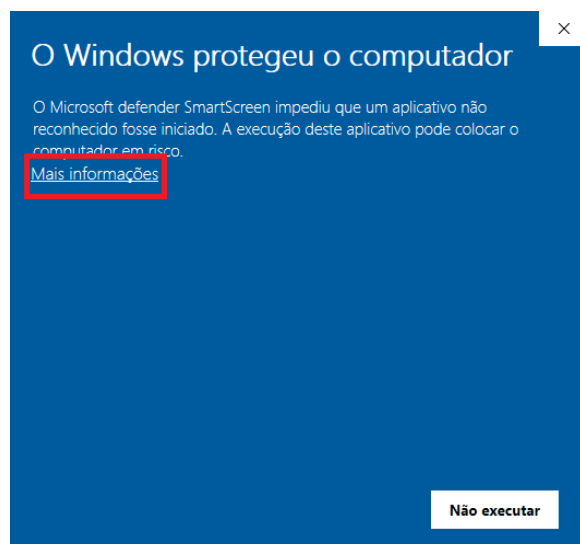 O Windows protegeu o computador
O Microsoft defender SmartScreen impediu que um aplicativo não
reconhecido fosse iniciado. A execução deste aplicativo pode colocar o
computador em risco.
Mais informações
Não executar